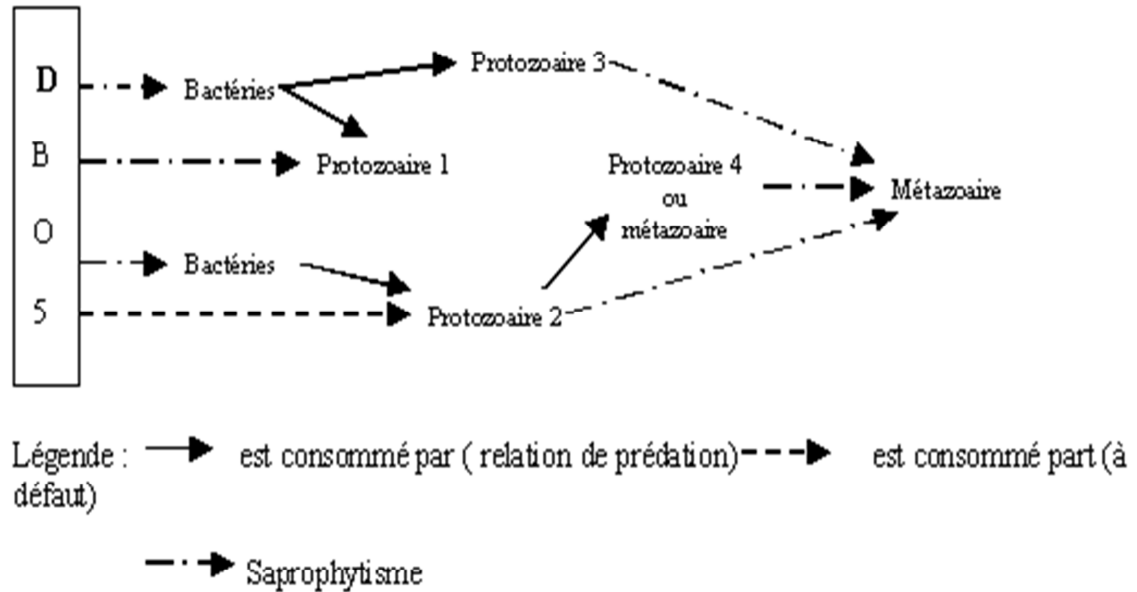 D
B
O
5
Bactéries
Protozoaire 3
Protozoaire 1
Protozoaire 4
ou
métazoaire
Métazoaire
Bactéries
Protozoaire 2
Légende : est consommé par ( relation de prédation) est consommé part (à
défaut)
Saprophytisme